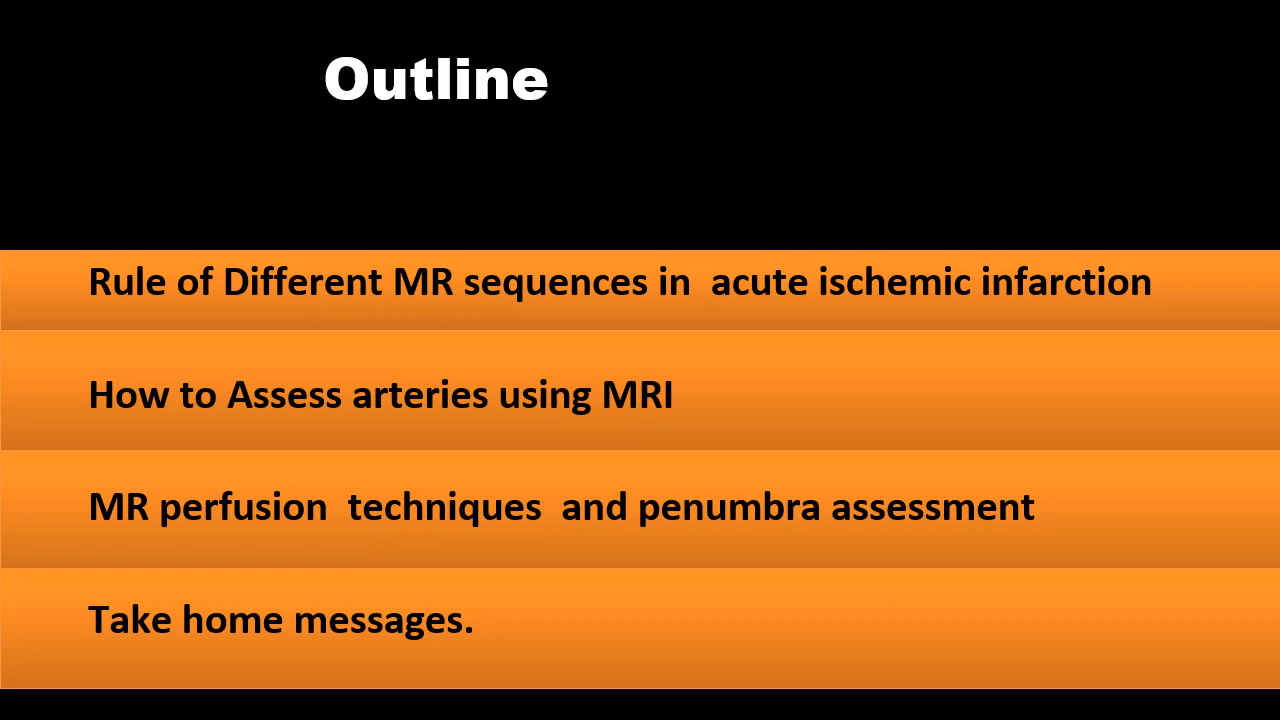 Outline
Rule of Different MR sequences in  acute ischemic infarction
How to Assess arteries using MRI
MR perfusion  techniques  and penumbra assessment
Take home messages.